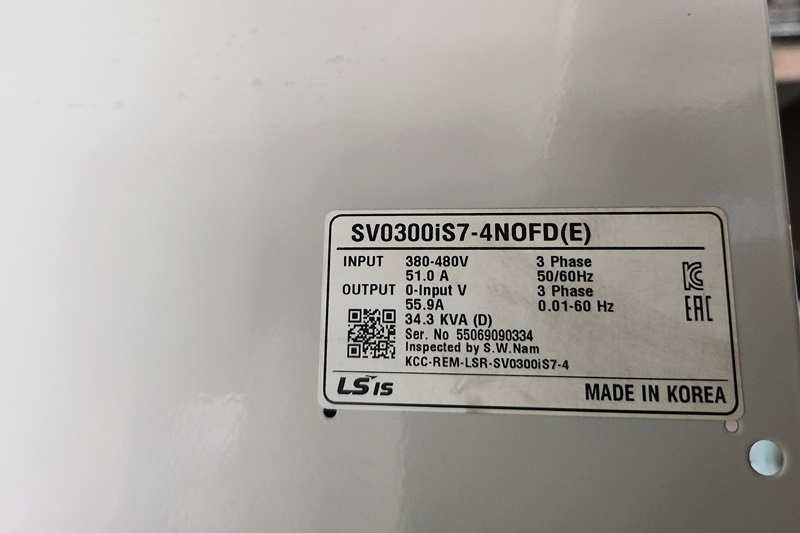 SV0300iS7-4NOFD(E)
INPUT 380-480V 3 Phase
51.0 A 50/60Hz
OUTPUT 0-Input V 3 Phase
55.9A 0.01-60 Hz
34.3 KVA (D)
Ser. No 55069090334
Inspected by S.W.Nam
KCC-REM-LSR-SV0300iS7-4
LS IS MADE IN KOREA
KC
EAC